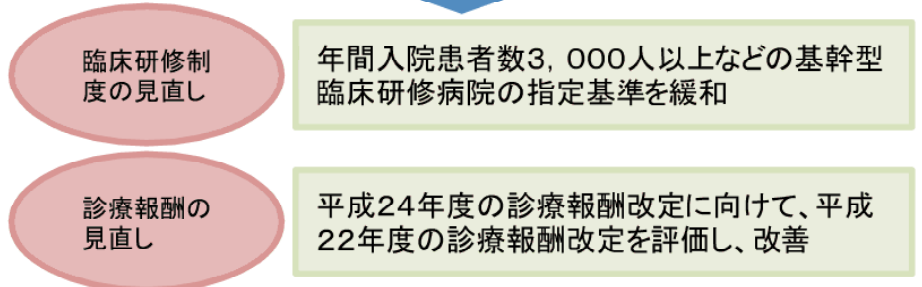 臨床研修制
度の見直し
年間入院患者数3，000人以上などの基幹型
臨床研修病院の指定基準を緩和
診療報酬の
見直し
平成24年度の診療報酬改定に向けて、平成
22年度の診療報酬改定を評価し、改善